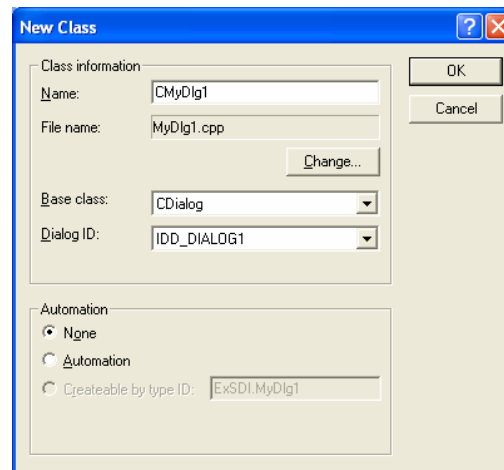 New Class
Class information
Name: CMyDlg1
File name: MyDlg1.cpp
Change...
Base class: CDialog
Dialog ID: IDD_DIALOG1
OK
Cancel
Automation
None
Automation
Createable by type ID: ExSDI.MyDlg1